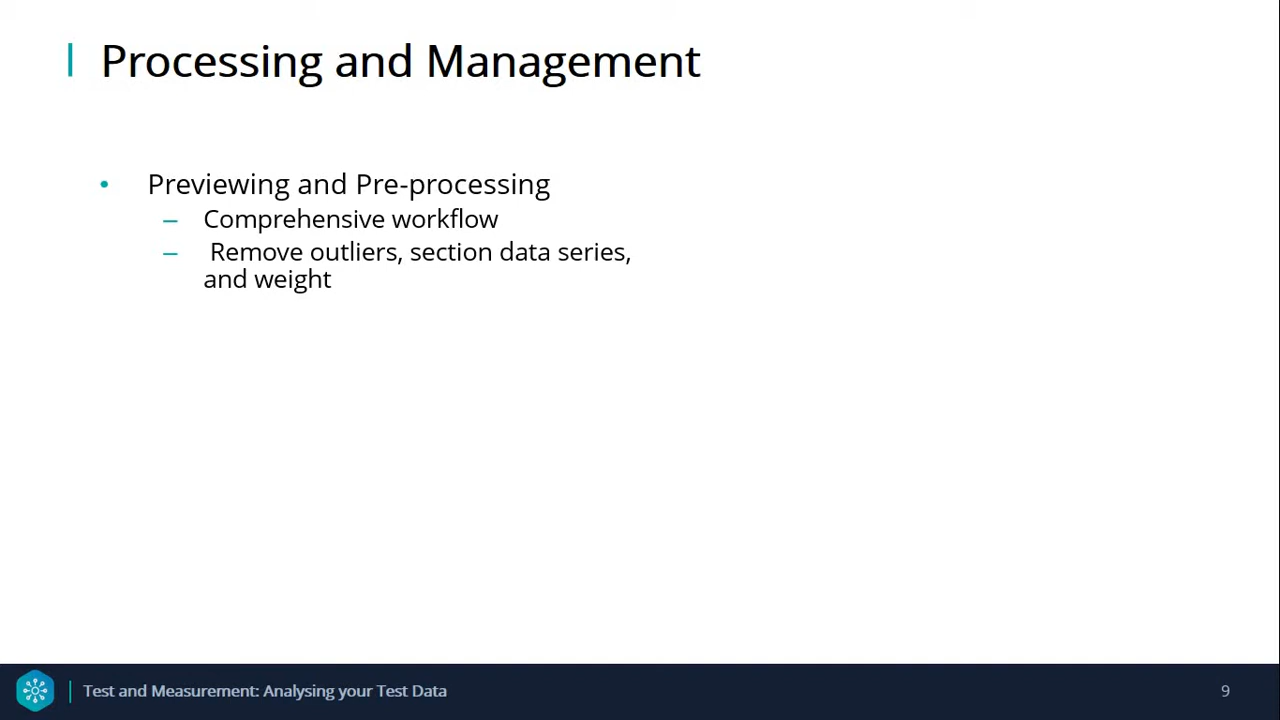 Processing and Management
• Previewing and Pre-processing
– Comprehensive workflow
– Remove outliers, section data series,
and weight
Test and Measurement: Analysing your Test Data
9